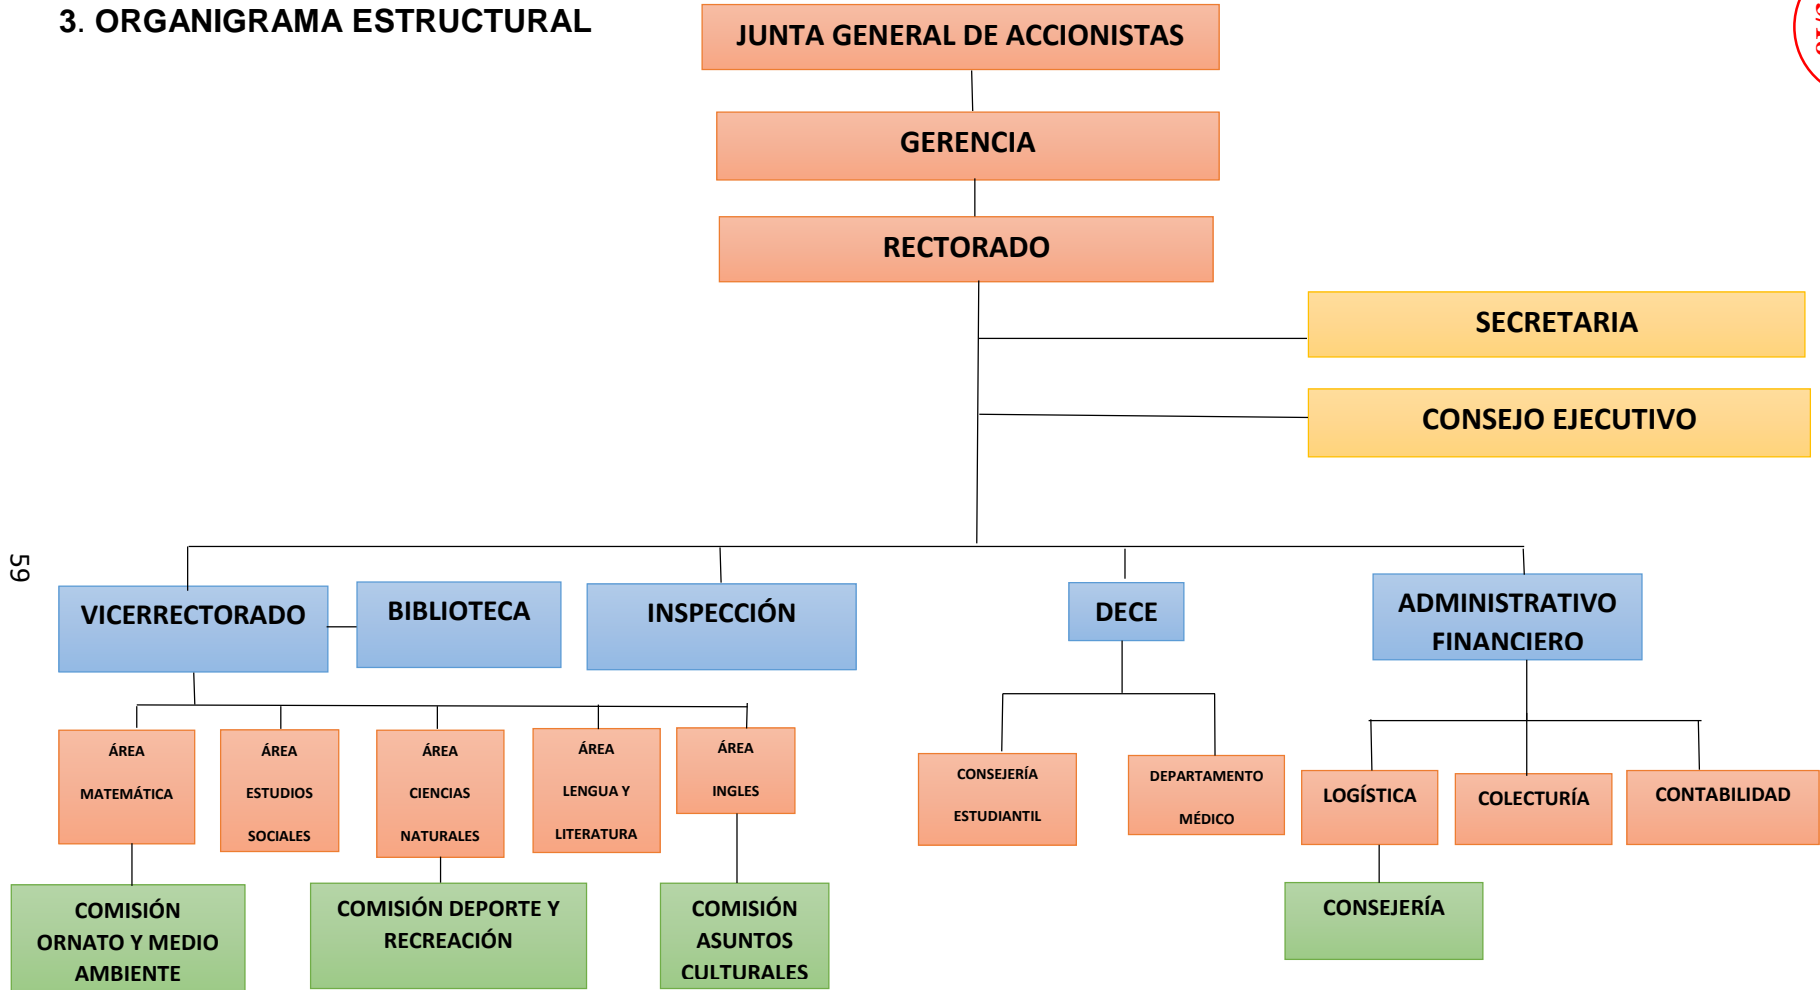 3. ORGANIGRAMA ESTRUCTURAL
JUNTA GENERAL DE ACCIONISTAS
GERENCIA
RECTORADO
SECRETARIA
CONSEJO EJECUTIVO
59
VICERRECTORADO
BIBLIOTECA
INSPECCIÓN
DECE
ADMINISTRATIVO
FINANCIERO
ÁREA
MATEMÁTICA
ÁREA
ESTUDIOS
SOCIALES
ÁREA
CIENCIAS
NATURALES
ÁREA
LENGUA Y
LITERATURA
ÁREA
INGLES
CONSEJERÍA
ESTUDIANTIL
DEPARTAMENTO
MÉDICO
LOGÍSTICA
COLECTURÍA
CONTABILIDAD
COMISIÓN
ORNATO Y MEDIO
AMBIENTE
COMISIÓN DEPORTE Y
RECREACIÓN
COMISIÓN
ASUNTOS
CULTURALES
CONSEJERÍA